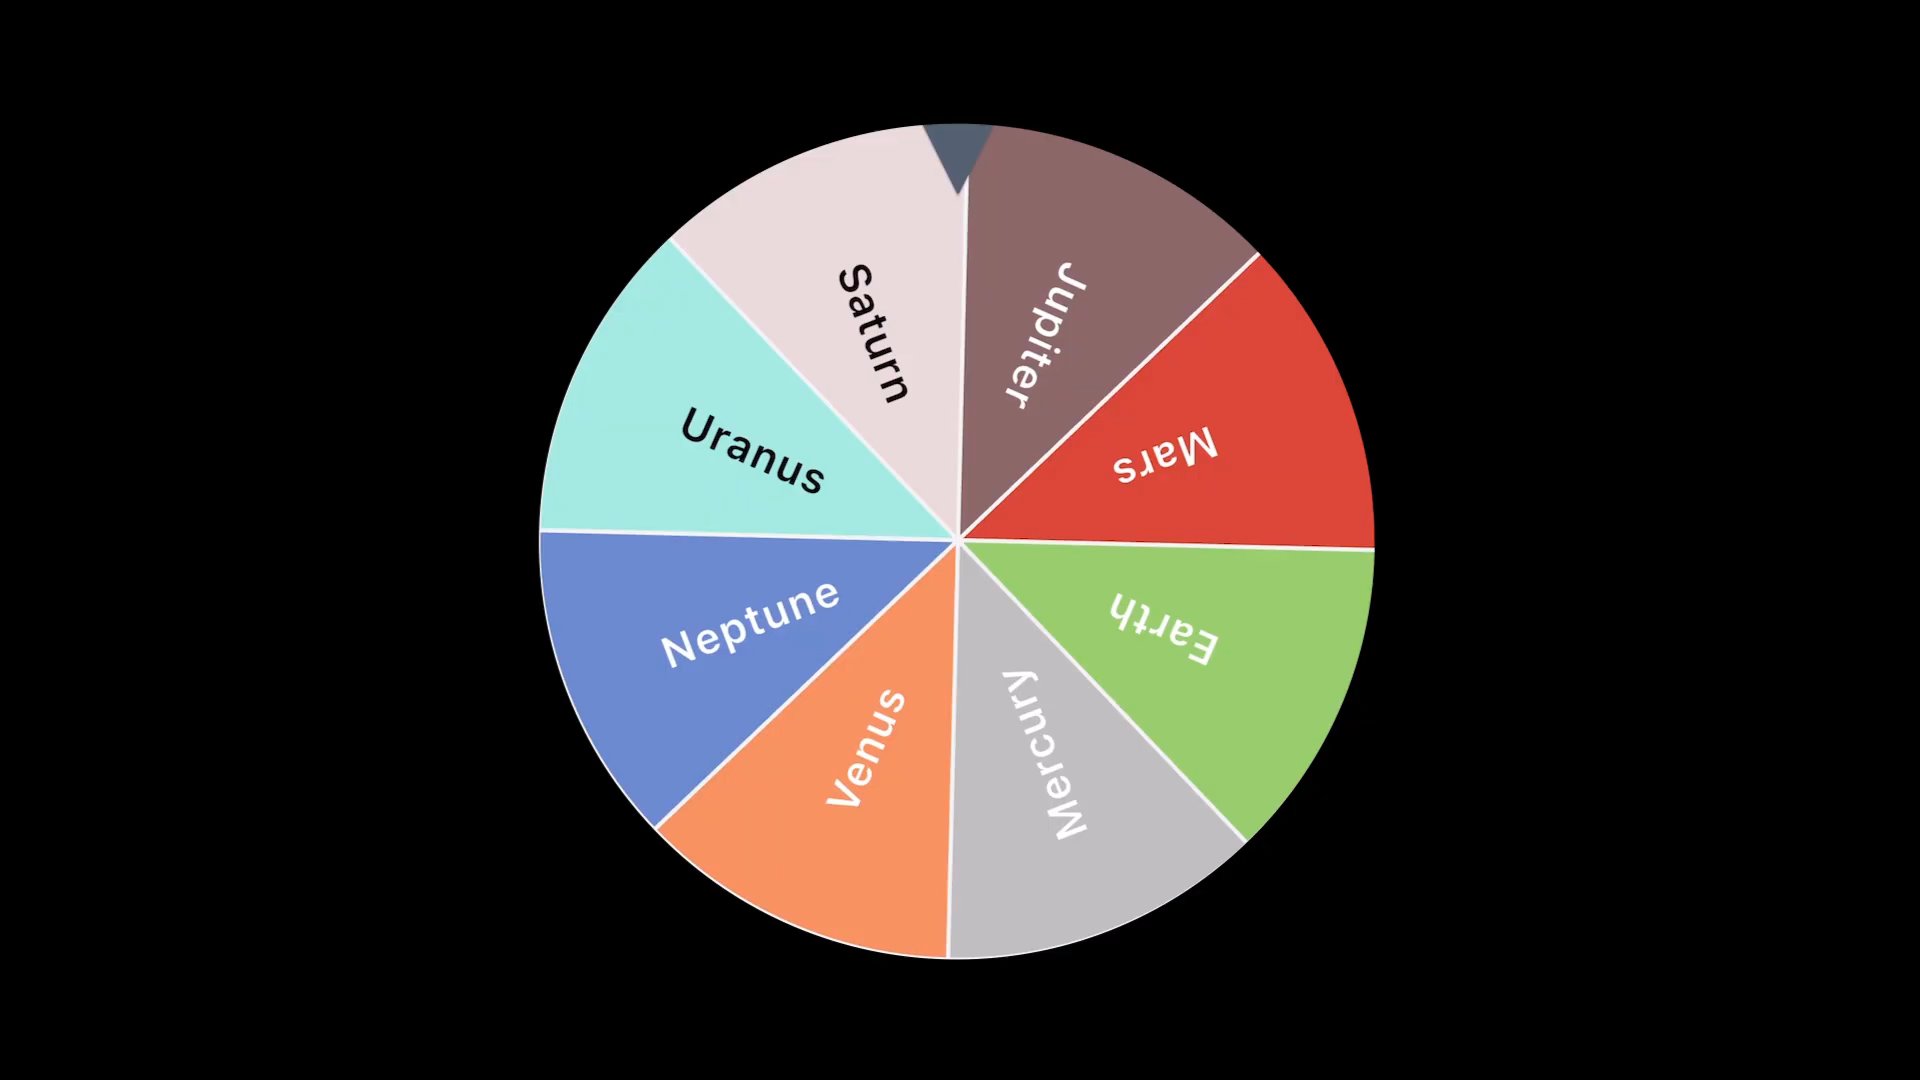 Saturn
Jupiter
Mars
Uranus
Neptune
Earth
Venus
Mercury